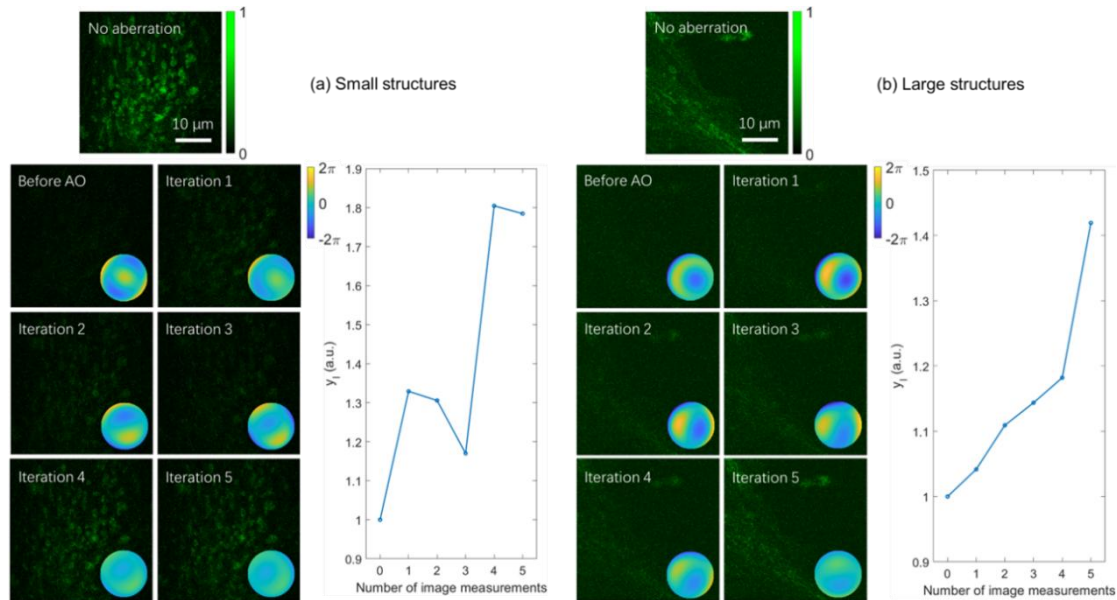 No aberration
10 μm
1
0
(a) Small structures
Before AO
Iteration 1
Iteration 2
Iteration 3
Iteration 4
Iteration 5
2π
0
-2π
1.9
1.8
1.7
1.6
1.5
1.4
1.3
1.2
1.1
1
0.9
y_I (a.u.)
0 1 2 3 4 5
Number of image measurements
No aberration
10 μm
1
0
(b) Large structures
Before AO
Iteration 1
Iteration 2
Iteration 3
Iteration 4
Iteration 5
2π
0
-2π
1.5
1.4
1.3
1.2
1.1
1
0.9
y_I (a.u.)
0 1 2 3 4 5
Number of image measurements